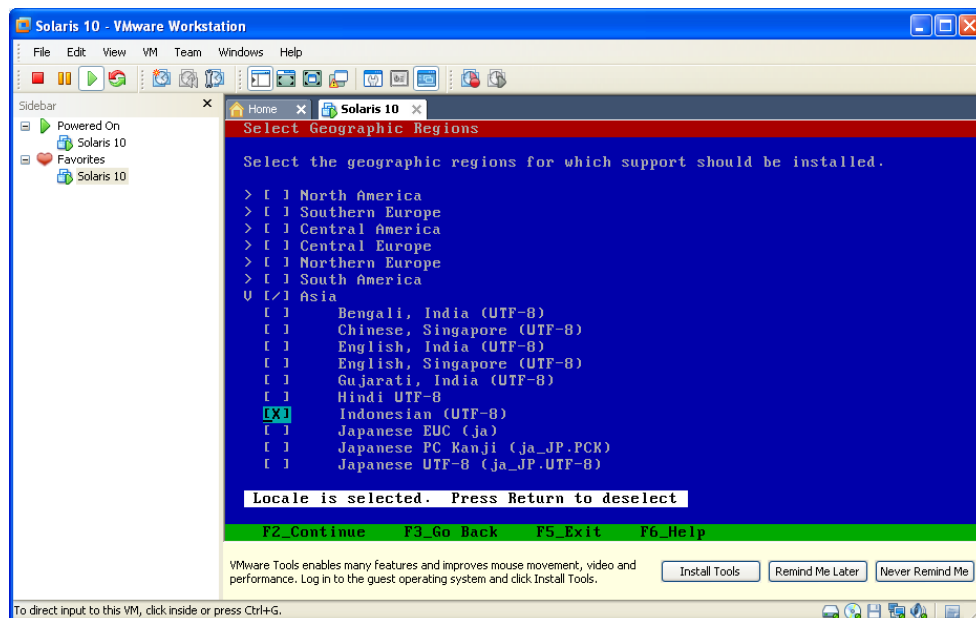 Solaris 10 - VMware Workstation
File Edit View VM Team Windows Help
Sidebar
Powered On
Solaris 10
Favorites
Solaris 10
Home
Solaris 10
Select Geographic Regions
Select the geographic regions for which support should be installed.
> [ ] North America
> [ ] Southern Europe
> [ ] Central America
> [ ] Central Europe
> [ ] Northern Europe
> [ ] South America
V [/] Asia
[ ] Bengali, India (UTF-8)
[ ] Chinese, Singapore (UTF-8)
[ ] English, India (UTF-8)
[ ] English, Singapore (UTF-8)
[ ] Gujarati, India (UTF-8)
[ ] Hindi UTF-8
[X] Indonesian (UTF-8)
[ ] Japanese EUC (ja)
[ ] Japanese PC Kanji (ja_JP.PCK)
[ ] Japanese UTF-8 (ja_JP.UTF-8)
Locale is selected. Press Return to deselect
F2_Continue F3_Go Back F5_Exit F6_Help
VMware Tools enables many features and improves mouse movement, video and
performance. Log in to the guest operating system and click Install Tools.
Install Tools
Remind Me Later
Never Remind Me
To direct input to this VM, click inside or press Ctrl+G.